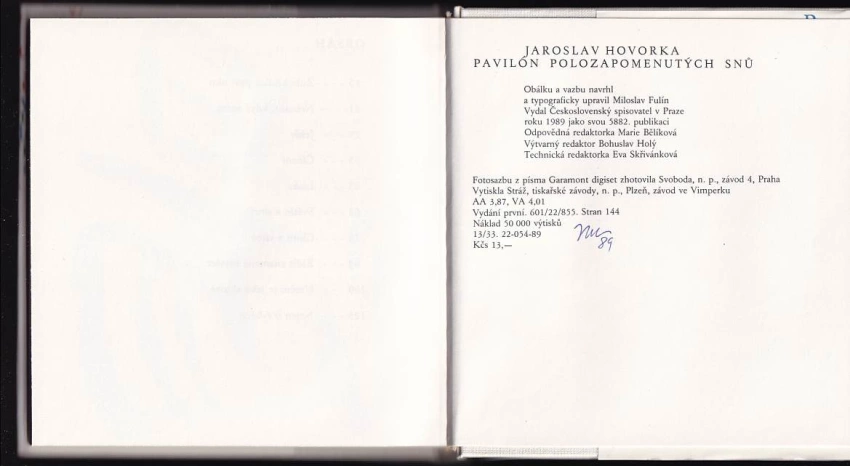 JAROSLAV HOVORKA
PAVILÓN POLOZAPOMENUTÝCH SNŮ
Obálku a vazbu navrhl
a typograficky upravil Miloslav Fulín
Vydal Československý spisovatel v Praze
roku 1989 jako svou 5882. publikaci
Odpovědná redaktorka Marie Bělíková
Výtvarný redaktor Bohuslav Holý
Technická redaktorka Eva Skřivánková
Fotosazbu z písma Garamont digiset zhotovila Svoboda, n. p., závod 4, Praha
Vytiskla Stráž, tiskařské závody, n. p., Plzeň, závod ve Vimperku
AA 3,87, VA 4,01
Vydání první. 601/22/855. Stran 144
Náklad 50 000 výtisků
13/33. 22-054-89
Kčs 13,—
89